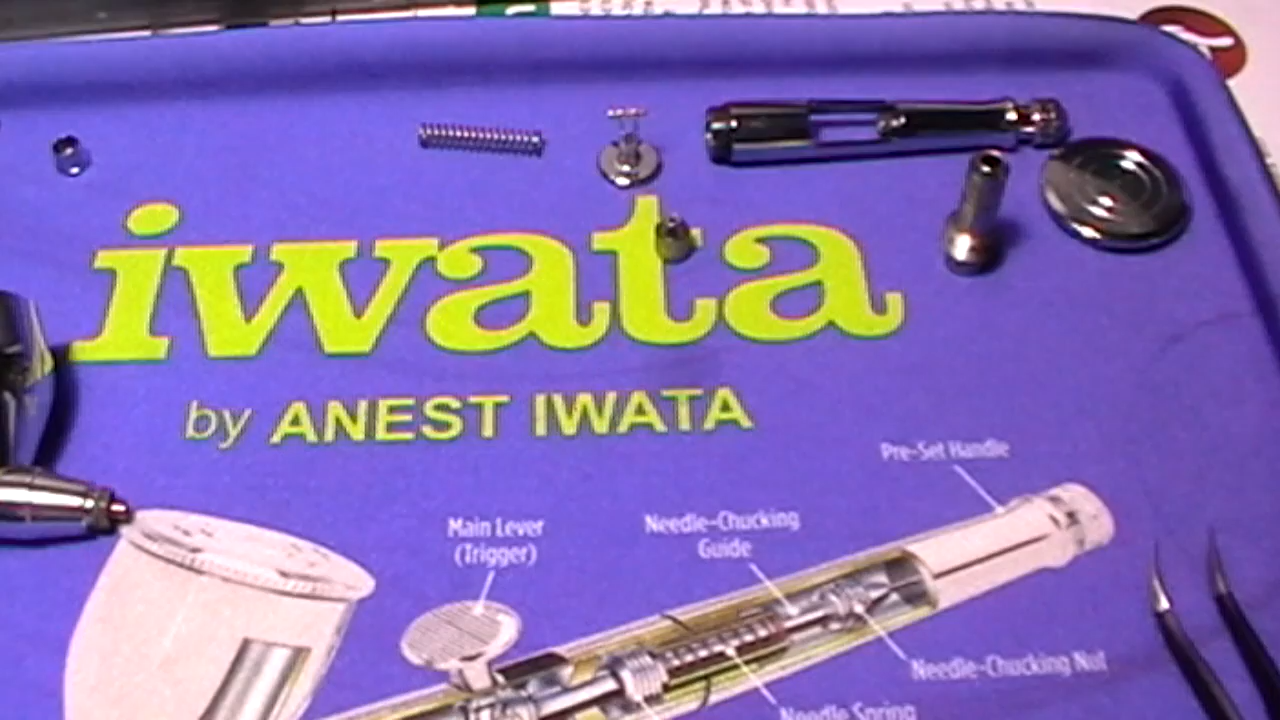 iwata
by ANEST IWATA
Pre-Set Handle
Main Lever
(Trigger)
Needle-Chucking
Guide
Needle-Chucking Nut
Needle Spring